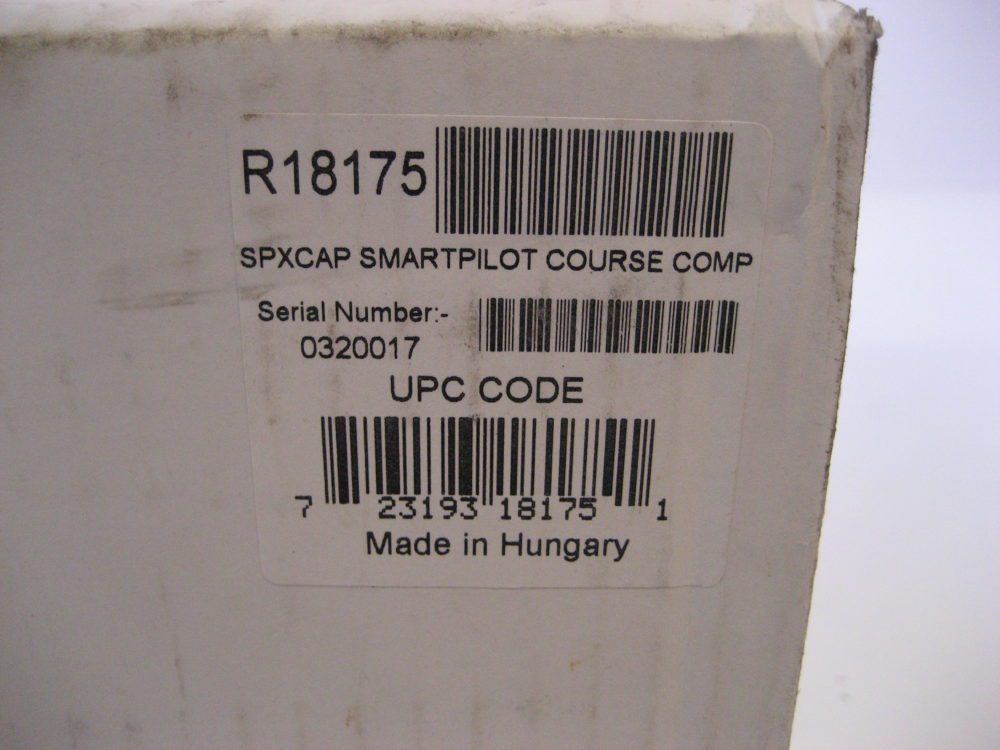 R18175
SPXCAP SMARTPILOT COURSE COMP
Serial Number:-
0320017
UPC CODE
7 23193 18175 1
Made in Hungary